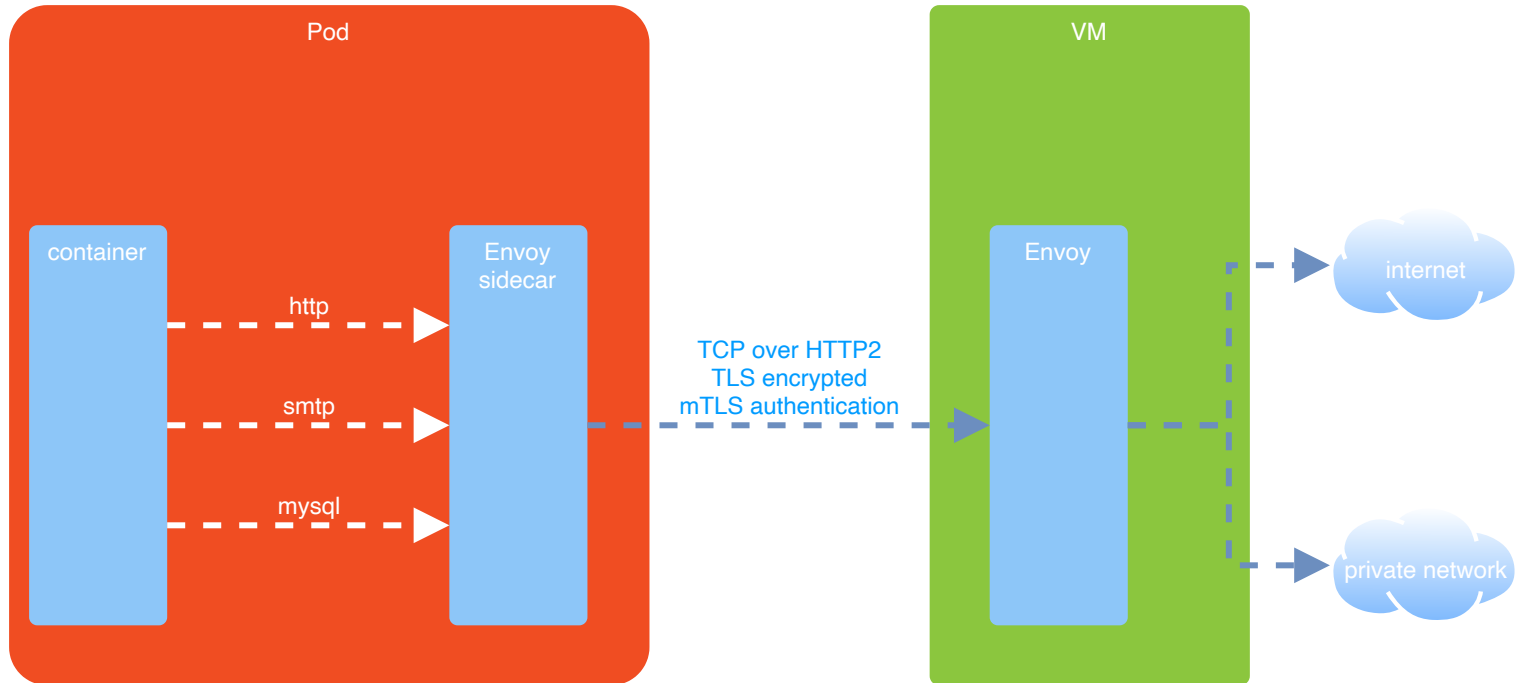 Pod
VM
container
Envoy
sidecar
Envoy
http
smtp
mysql
TCP over HTTP2
TLS encrypted
mTLS authentication
internet
private network